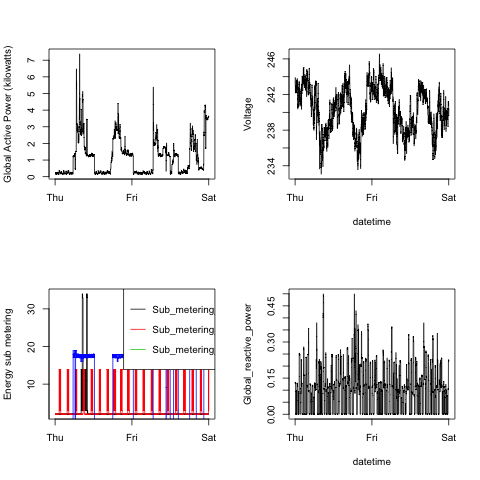 Global Active Power (kilowatts)
0 1 2 3 4 5 6 7
Thu Fri Sat
Voltage
234 238 242 246
Thu Fri Sat
datetime
Energy sub metering
10 20 30
Sub_metering
Sub_metering
Sub_metering
Thu Fri Sat
Global_reactive_power
0.00 0.15 0.30 0.45
Thu Fri Sat
datetime